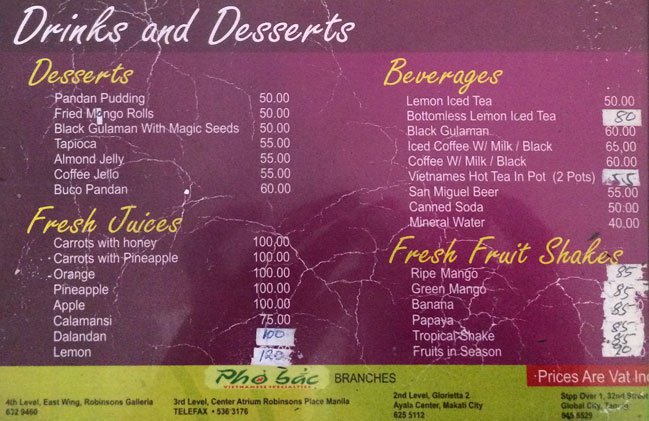 Drinks and Desserts
Desserts
Pandan Pudding 50.00
Fried Mango Rolls 50.00
Black Gulaman With Magic Seeds 50.00
Tapioca 55.00
Almond Jelly 55.00
Coffee Jello 55.00
Buco Pandan 60.00
Fresh Juices
Carrots with honey 100.00
Carrots with Pineapple 100.00
Orange 100.00
Pineapple 100.00
Apple 100.00
Calamansi 75.00
Dalandan 100
Lemon 120
Beverages
Lemon Iced Tea 50.00
Bottomless Lemon Iced Tea 80
Black Gulaman 60.00
Iced Coffee W/ Milk / Black 65,00
Coffee W/ Milk / Black 60.00
Vietnames Hot Tea In Pot (2 Pots) 55
San Miguel Beer 55.00
Canned Soda 50:00
Mineral Water 40.00
Fresh Fruit Shakes
Ripe Mango 85
Green Mango 85
Banana 85
Papaya 85
Tropical Shake 85
Fruits in Season 90
Phở bắc BRANCHES
VIETNAMESE SPECIALTIES
·Prices Are Vat In
4th Level, East Wing, Robinsons Galleria
632 9460
3rd Level, Center Atrium Robinsons Place Manila
TELEFAX • 536 3176
2nd Level, Glorietta 2
Ayala Center, Makati City
625 5112
Stpp Over 1, 32nd Street
Global City, Taguig